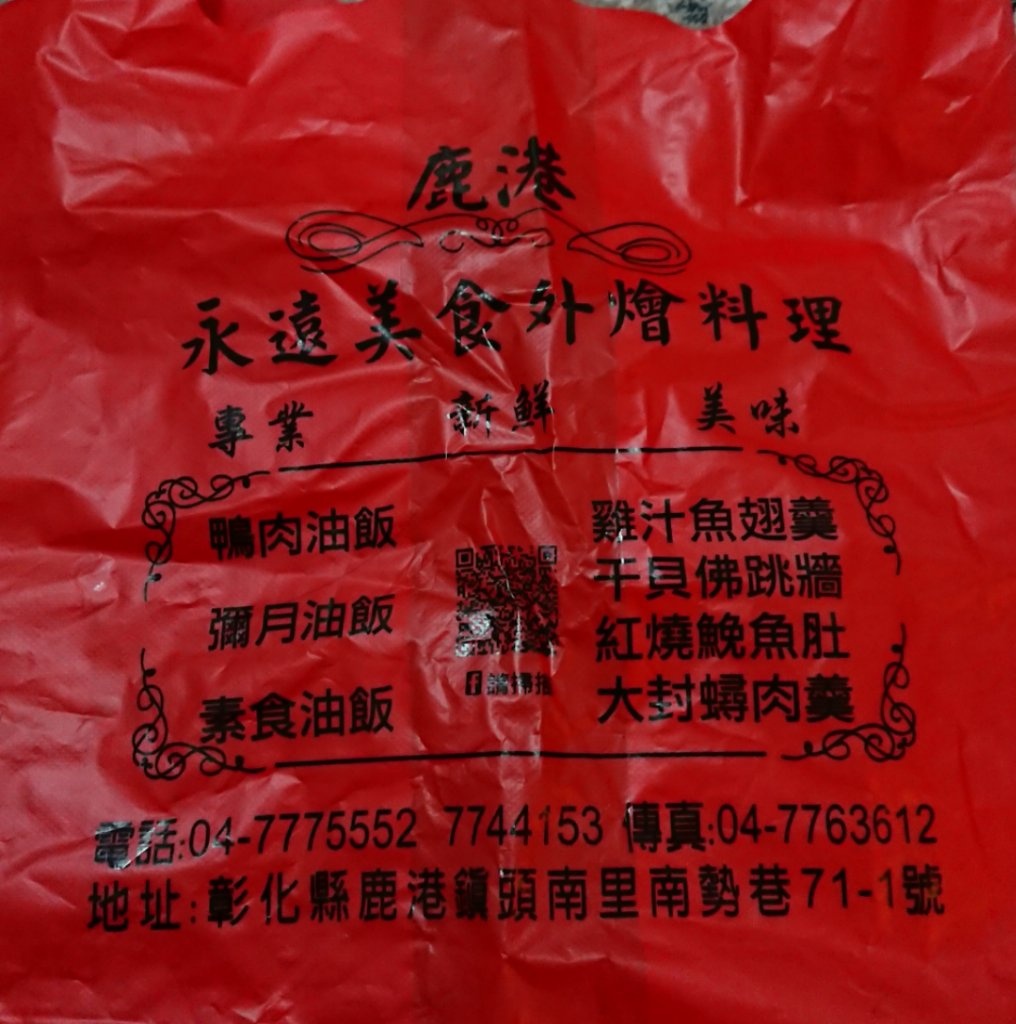 鹿港
永遠美食外燴料理
專業 新鮮 美味
鴨肉油飯
彌月油飯
素食油飯
雞汁魚翅羹
干貝佛跳牆
紅燒鮸魚肚
大封蟳肉羹
f 請掃描
電話:04-7775552 7744153 傳真:04-7763612
地址:彰化縣鹿港鎮頭南里南勢巷71-1號